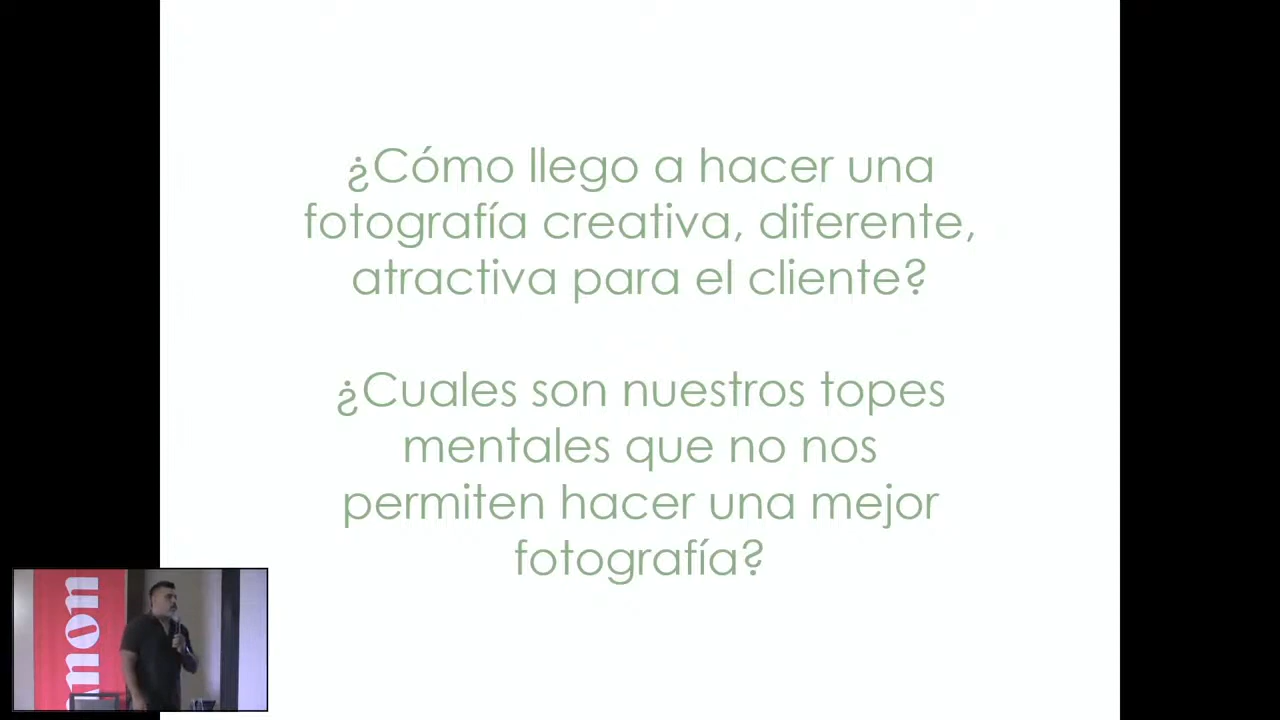 ¿Cómo llego a hacer una
fotografía creativa, diferente,
atractiva para el cliente?
¿Cuales son nuestros topes
mentales que no nos
permiten hacer una mejor
fotografía?